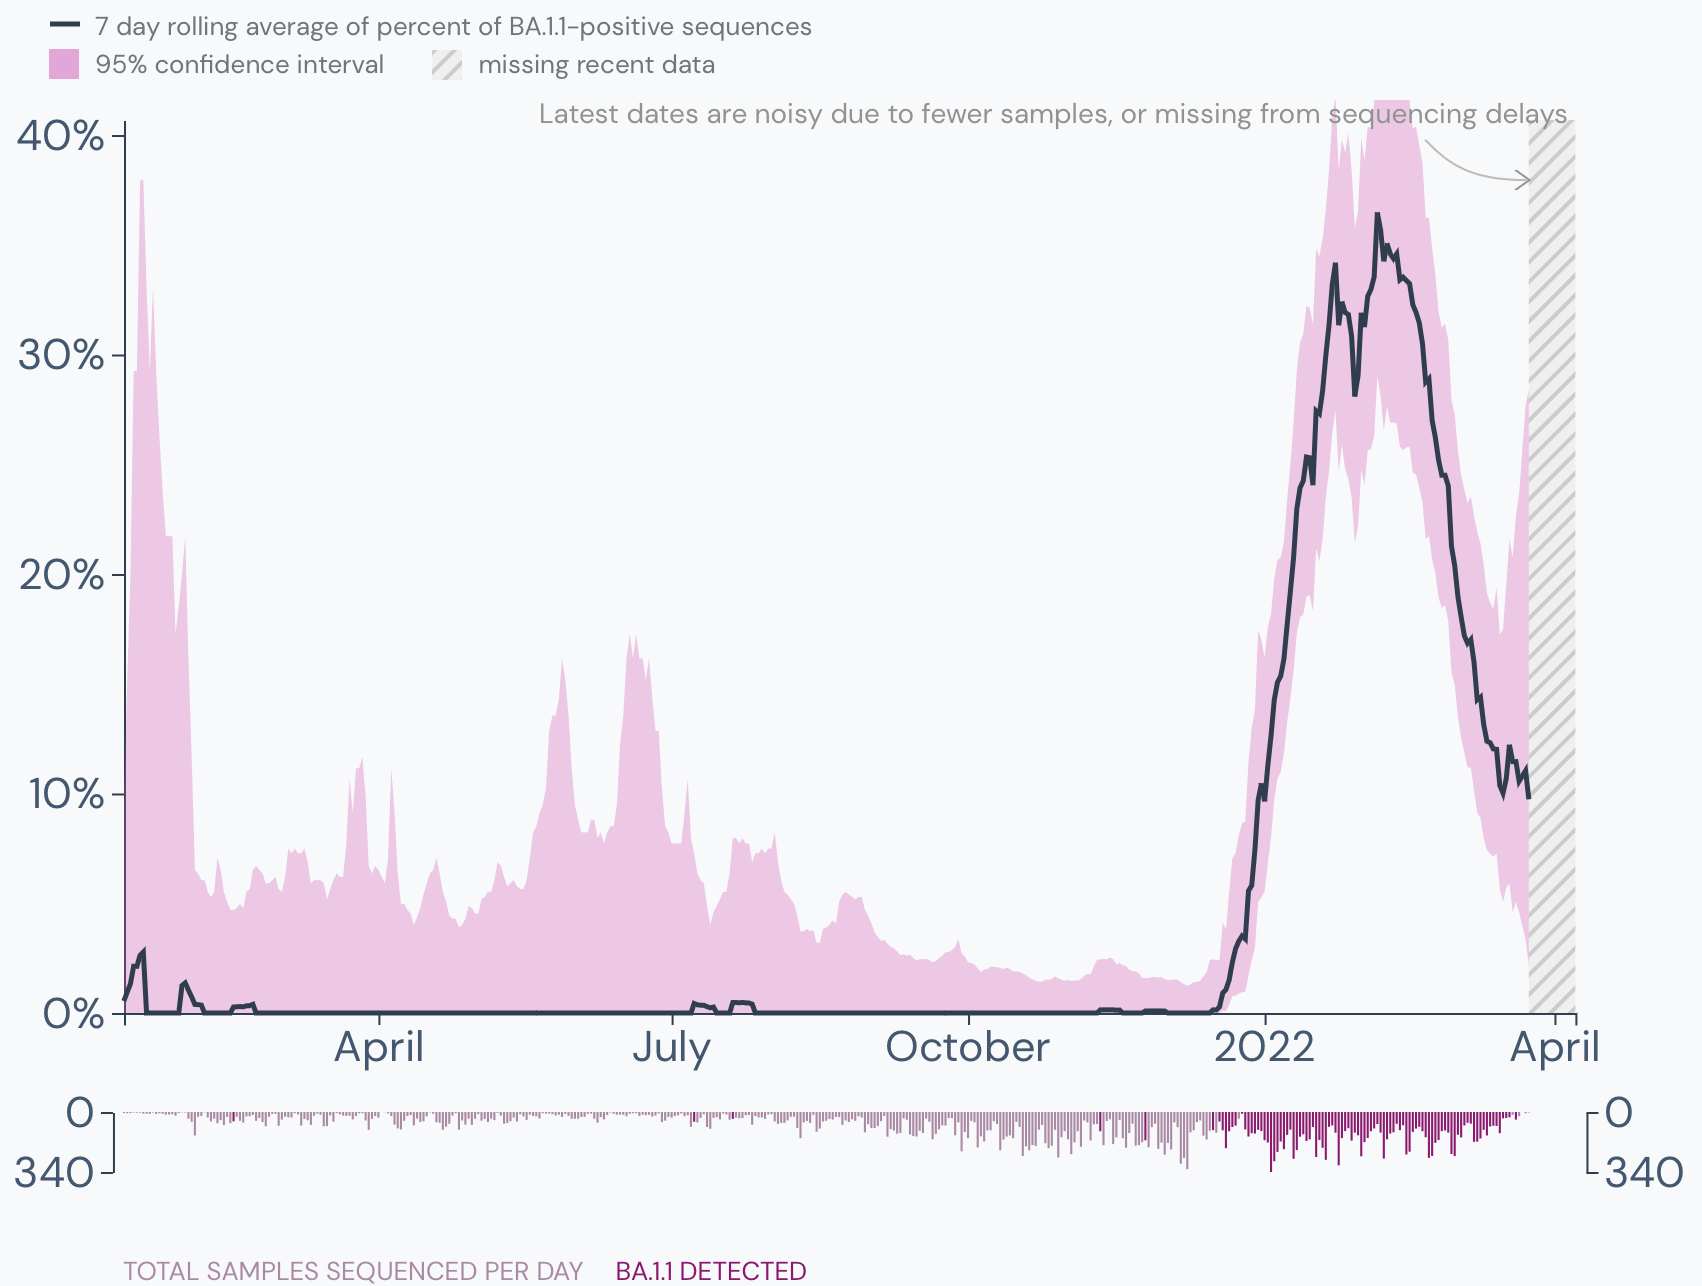 7 day rolling average of percent of BA.1.1-positive sequences
95% confidence interval missing recent data
Latest dates are noisy due to fewer samples, or missing from sequencing delays
40%
30%
20%
10%
0%
April July October 2022 April
0 0
340 340
TOTAL SAMPLES SEQUENCED PER DAY BA.1.1 DETECTED